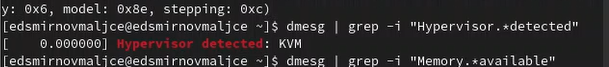 y: 0x6, model: 0x8e, stepping: 0xc)
[edsmirnovmaljce@edsmirnovmaljce ~]$ dmesg | grep -i "Hypervisor.*detected"
[    0.000000] Hypervisor detected: KVM
[edsmirnovmaljce@edsmirnovmaljce ~]$ dmesg | grep -i "Memory.*available"